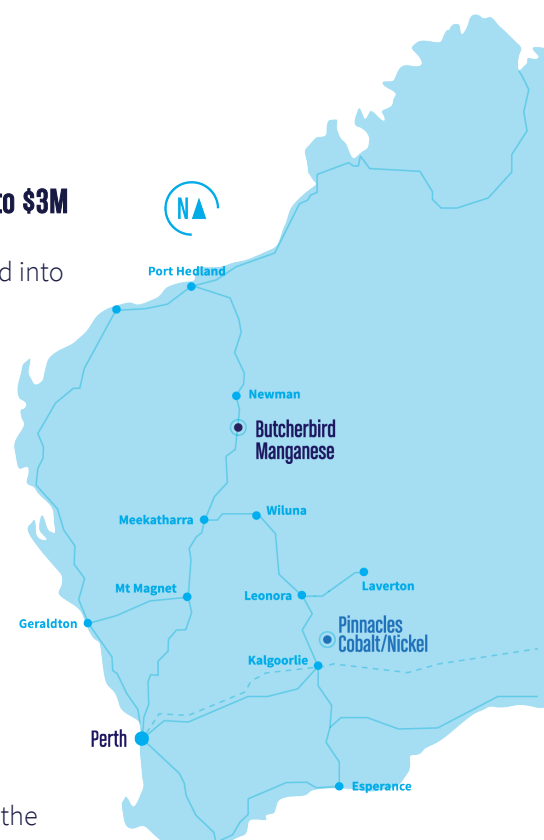 to $3M
N
d into
Port Hedland
Newman
Butcherbird
Manganese
Wiluna
Meekatharra
Laverton
Mt Magnet
Leonora
Geraldton
Pinnacles
Cobalt/Nickel
Kalgoorlie
Perth
Esperance
the